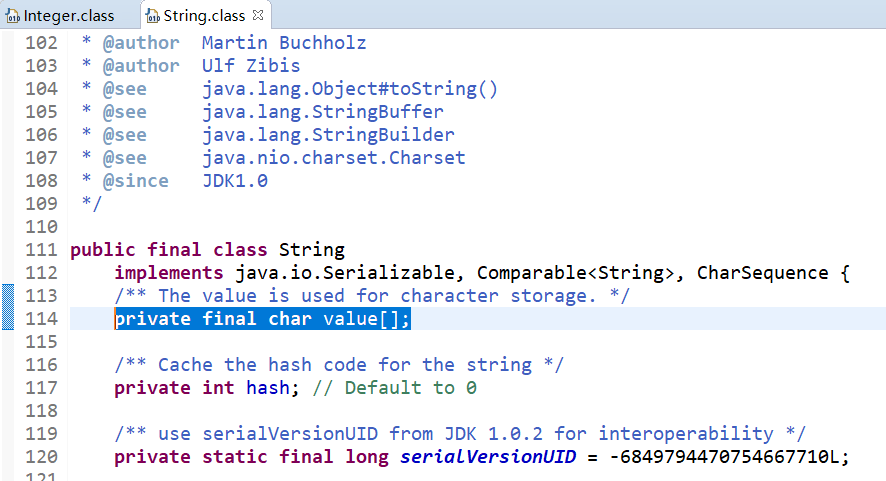 Integer.class String.class
102 * @author Martin Buchholz
103 * @author Ulf Zibis
104 * @see java.lang.Object#toString()
105 * @see java.lang.StringBuffer
106 * @see java.lang.StringBuilder
107 * @see java.nio.charset.Charset
108 * @since JDK1.0
109 */
110
111 public final class String
112 implements java.io.Serializable, Comparable<String>, CharSequence {
113 /** The value is used for character storage. */
114 private final char value[];
115
116 /** Cache the hash code for the string */
117 private int hash; // Default to 0
118
119 /** use serialVersionUID from JDK 1.0.2 for interoperability */
120 private static final long serialVersionUID = -6849794470754667710L;
121